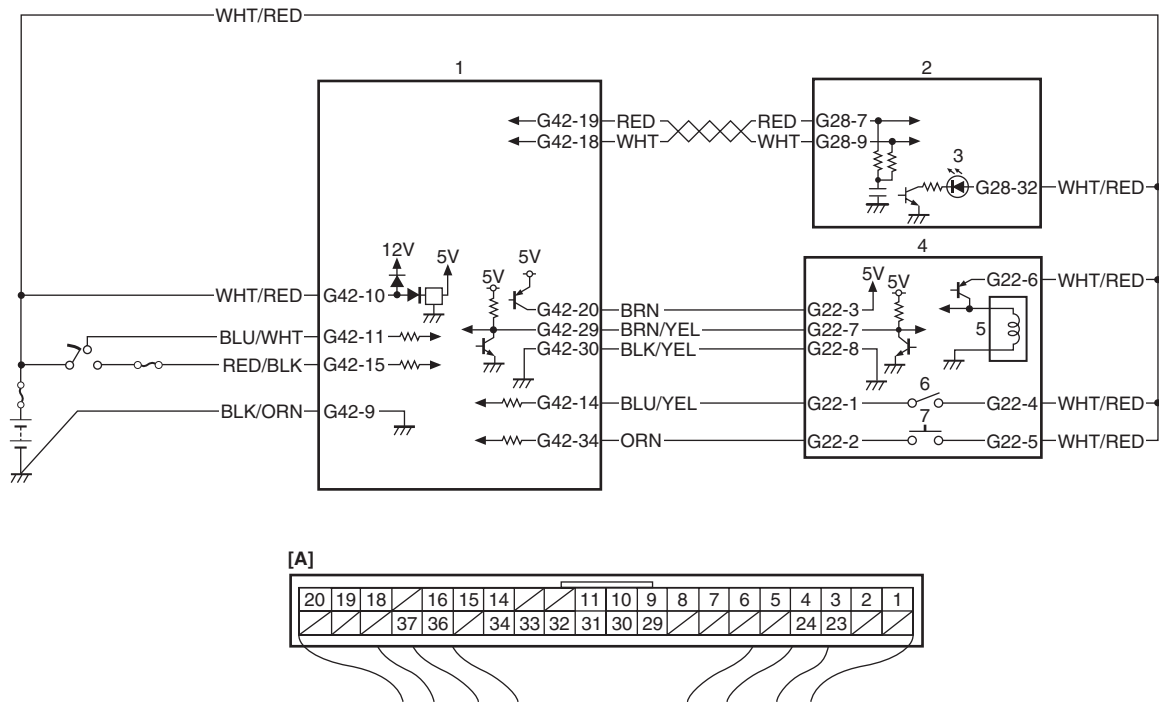 WHT/RED
1
2
G42-19 RED RED G28-7
G42-18 WHT WHT G28-9
3
G28-32 WHT/RED
4
12V 5V
5V 5V
5V 5V
G22-6 WHT/RED
WHT/RED G42-10
G42-20 BRN G22-3
5
BLU/WHT G42-11
G42-29 BRN/YEL G22-7
G42-30 BLK/YEL G22-8
RED/BLK G42-15
6
BLK/ORN G42-9
G42-14 BLU/YEL G22-1 G22-4 WHT/RED
7
G42-34 ORN G22-2 G22-5 WHT/RED
[A]
20 19 18 16 15 14 11 10 9 8 7 6 5 4 3 2 1
37 36 34 33 32 31 30 29 24 23